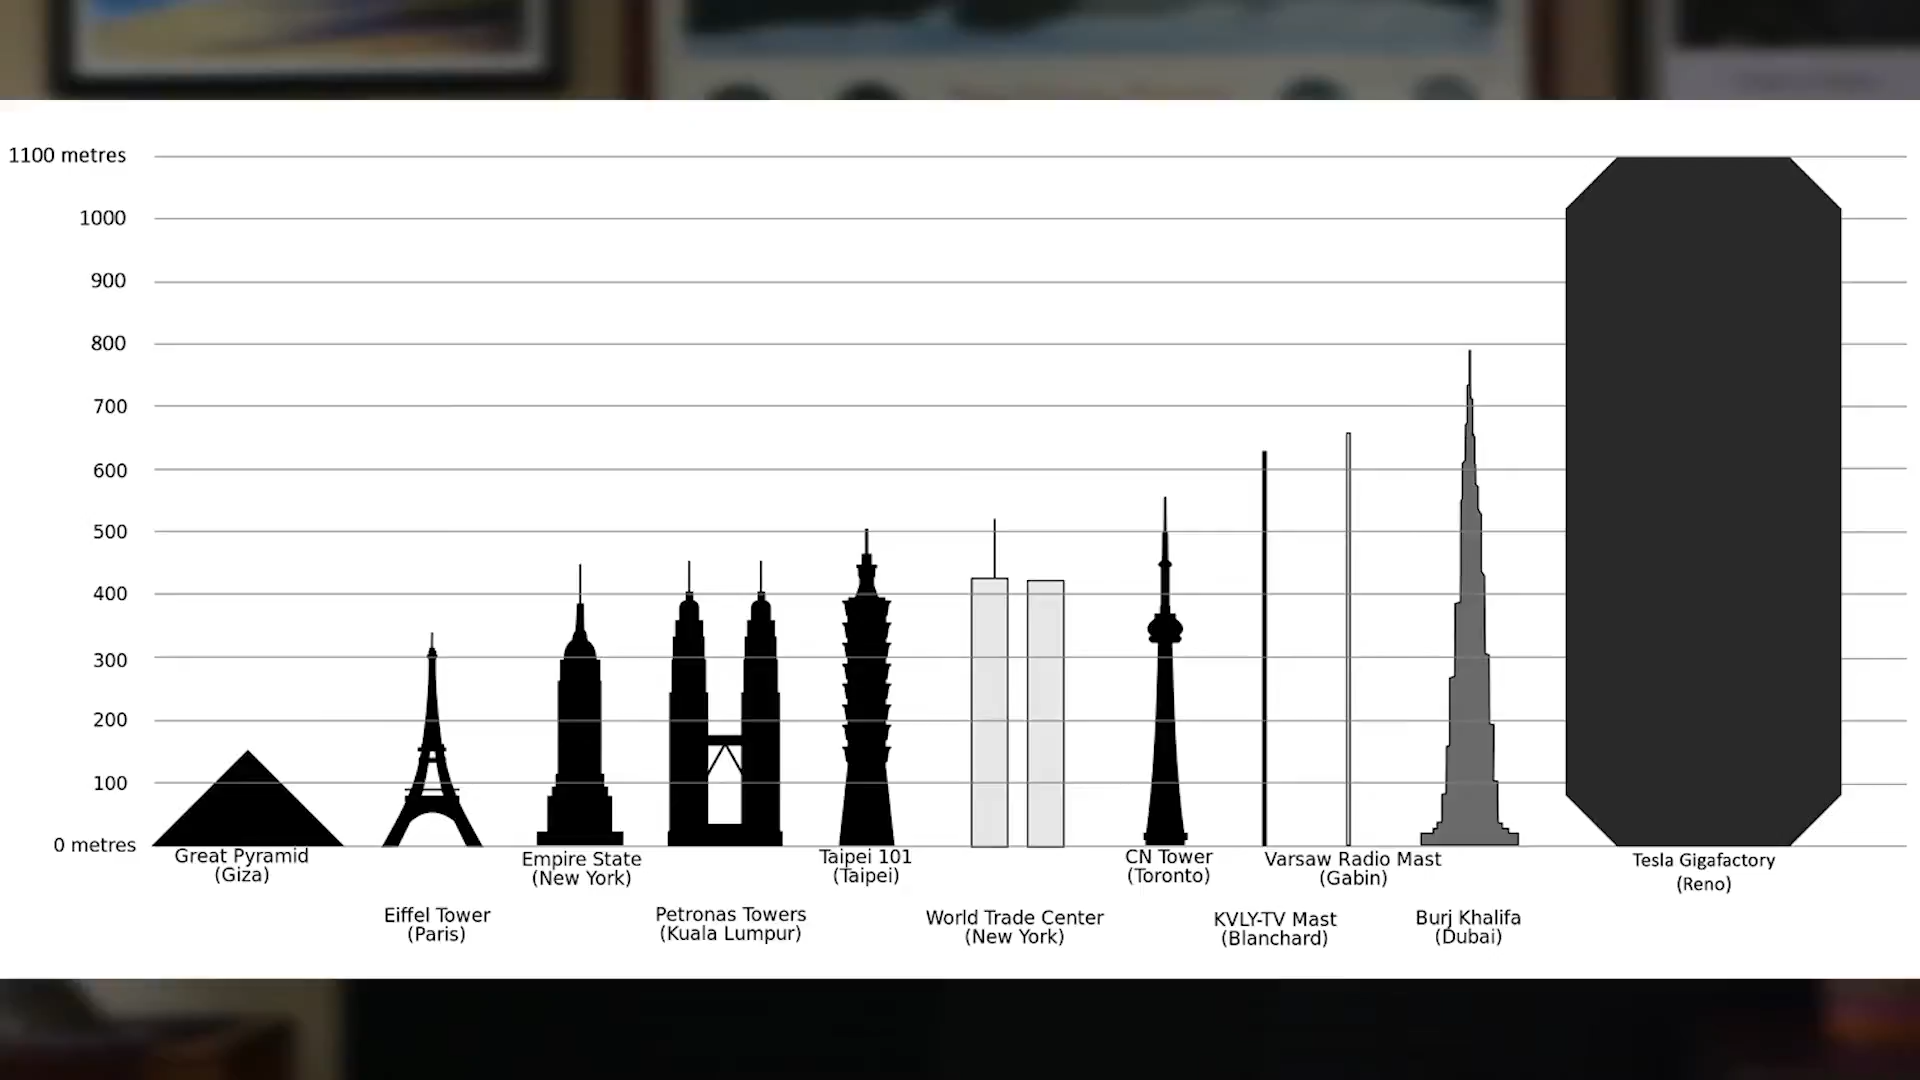 1100 metres
1000
900
800
700
600
500
400
300
200
100
0 metres
Great Pyramid
(Giza)
Eiffel Tower
(Paris)
Empire State
(New York)
Petronas Towers
(Kuala Lumpur)
Taipei 101
(Taipei)
World Trade Center
(New York)
CN Tower
(Toronto)
KVLY-TV Mast
(Blanchard)
Varsaw Radio Mast
(Gabin)
Burj Khalifa
(Dubai)
Tesla Gigafactory
(Reno)